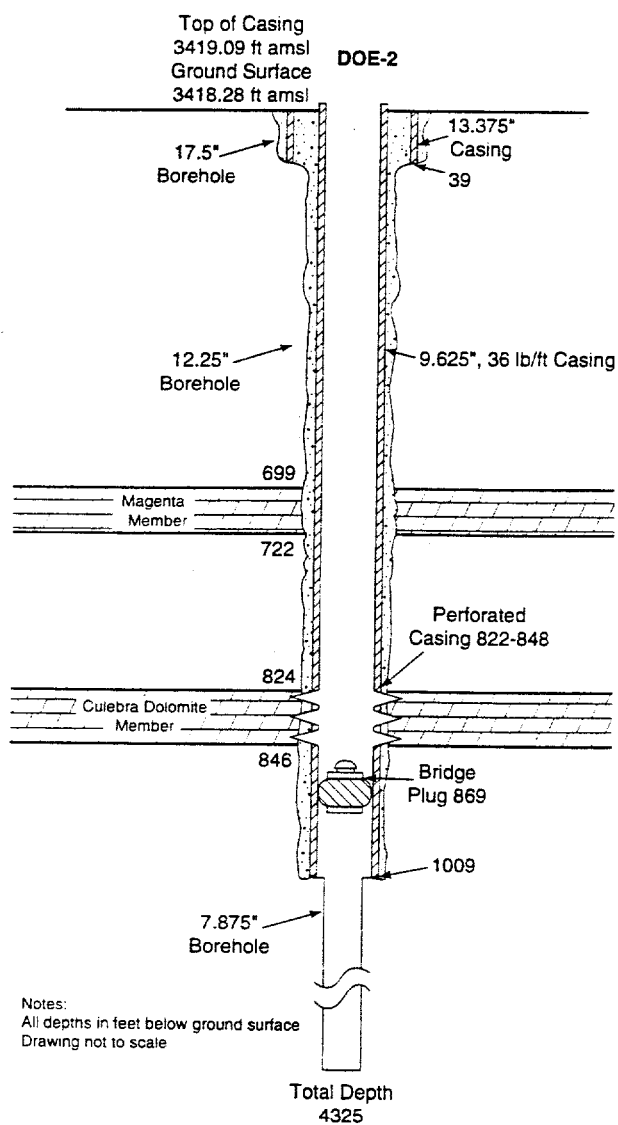 Top of Casing
3419.09 ft amsl
Ground Surface
3418.28 ft amsl
DOE-2
17.5"
Borehole
13.375"
Casing
39
12.25"
Borehole
9.625", 36 lb/ft Casing
699
Magenta
Member
722
Perforated
Casing 822-848
824
Culebra Dolomite
Member
846
Bridge
Plug 869
1009
7.875"
Borehole
Notes:
All depths in feet below ground surface
Drawing not to scale
Total Depth
4325